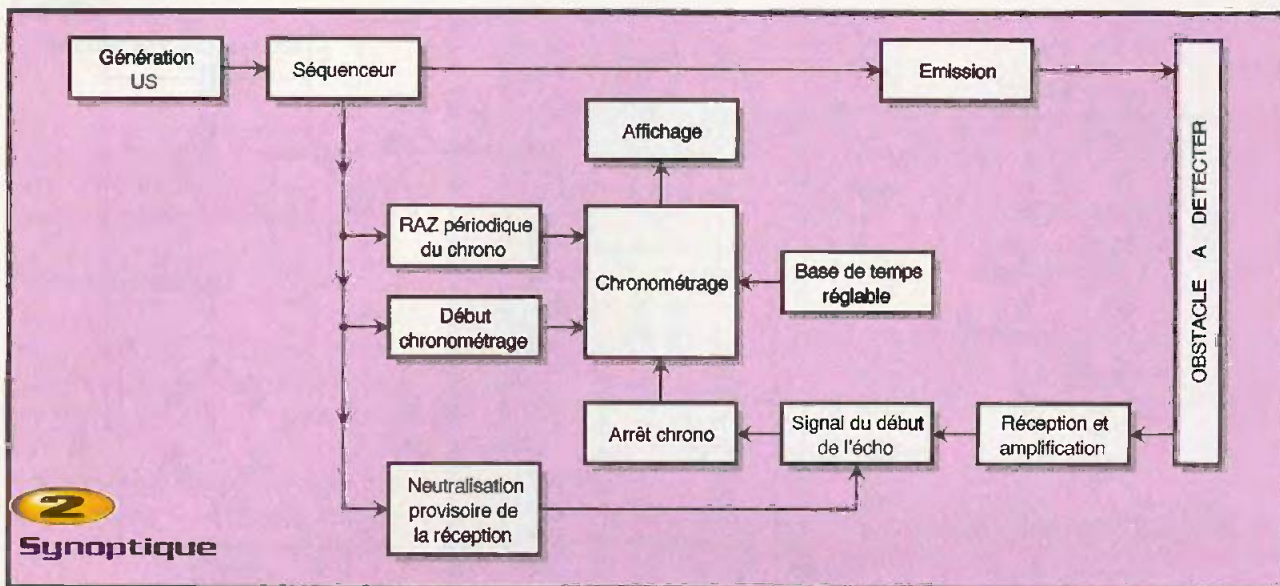 Génération
US
Séquenceur
Emission
Affichage
RAZ périodique
du chrono
Chronométrage
Base de temps
réglable
Début
chronométrage
OBSTACLE A DETECTER
Arrêt chrono
Signal du début
de l'écho
Réception et
amplification
Neutralisation
provisoire de
la réception
2
Synoptique